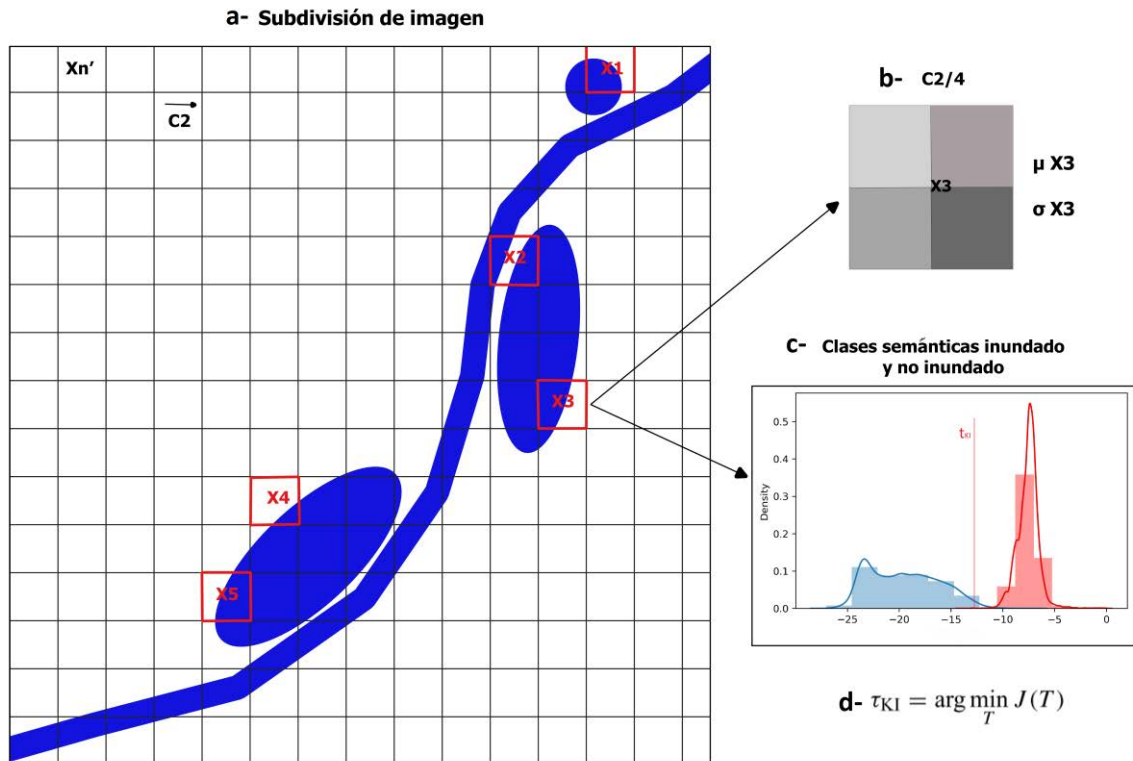 a- Subdivisión de imagen
Xn’
C2
X1
X2
X3
X4
X5
b- C2/4
X3
μ X3
σ X3
c- Clases semánticas inundado
y no inundado
Density
0.5
0.4
0.3
0.2
0.1
0.0
−25
−20
−15
−10
−5
0
d- τKI = arg min J(T)
T